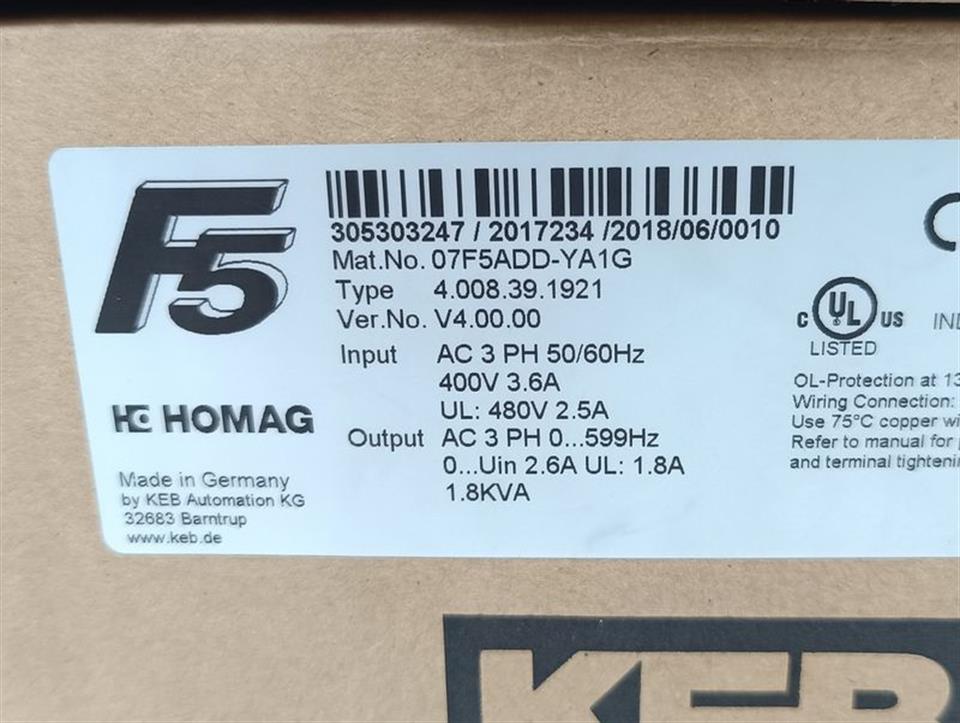 F5
305303247 / 2017234 /2018/06/0010
Mat.No. 07F5ADD-YA1G
Type 4.008.39.1921
Ver.No. V4.00.00
Input AC 3 PH 50/60Hz
400V 3.6A
UL: 480V 2.5A
Output AC 3 PH 0...599Hz
0...Uin 2.6A UL: 1.8A
1.8KVA
HOMAG
Made in Germany
by KEB Automation KG
32683 Barntrup
www.keb.de
C UL US
LISTED
OL-Protection at
Wiring Connection:
Use 75°C copper
Refer to manual for
and terminal
KEB